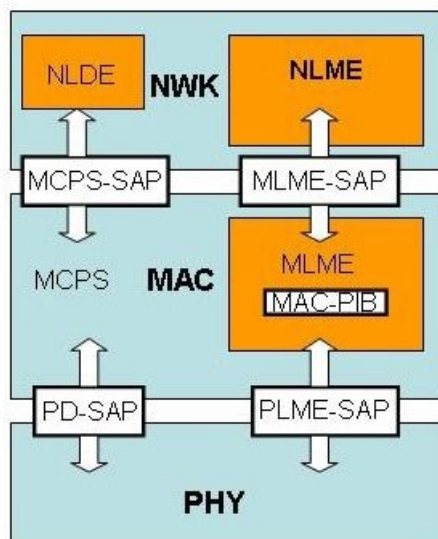 NLDE
NWK
NLME
MCPS-SAP
MLME-SAP
MCPS
MAC
MLME
MAC-PIB
PD-SAP
PLME-SAP
PHY